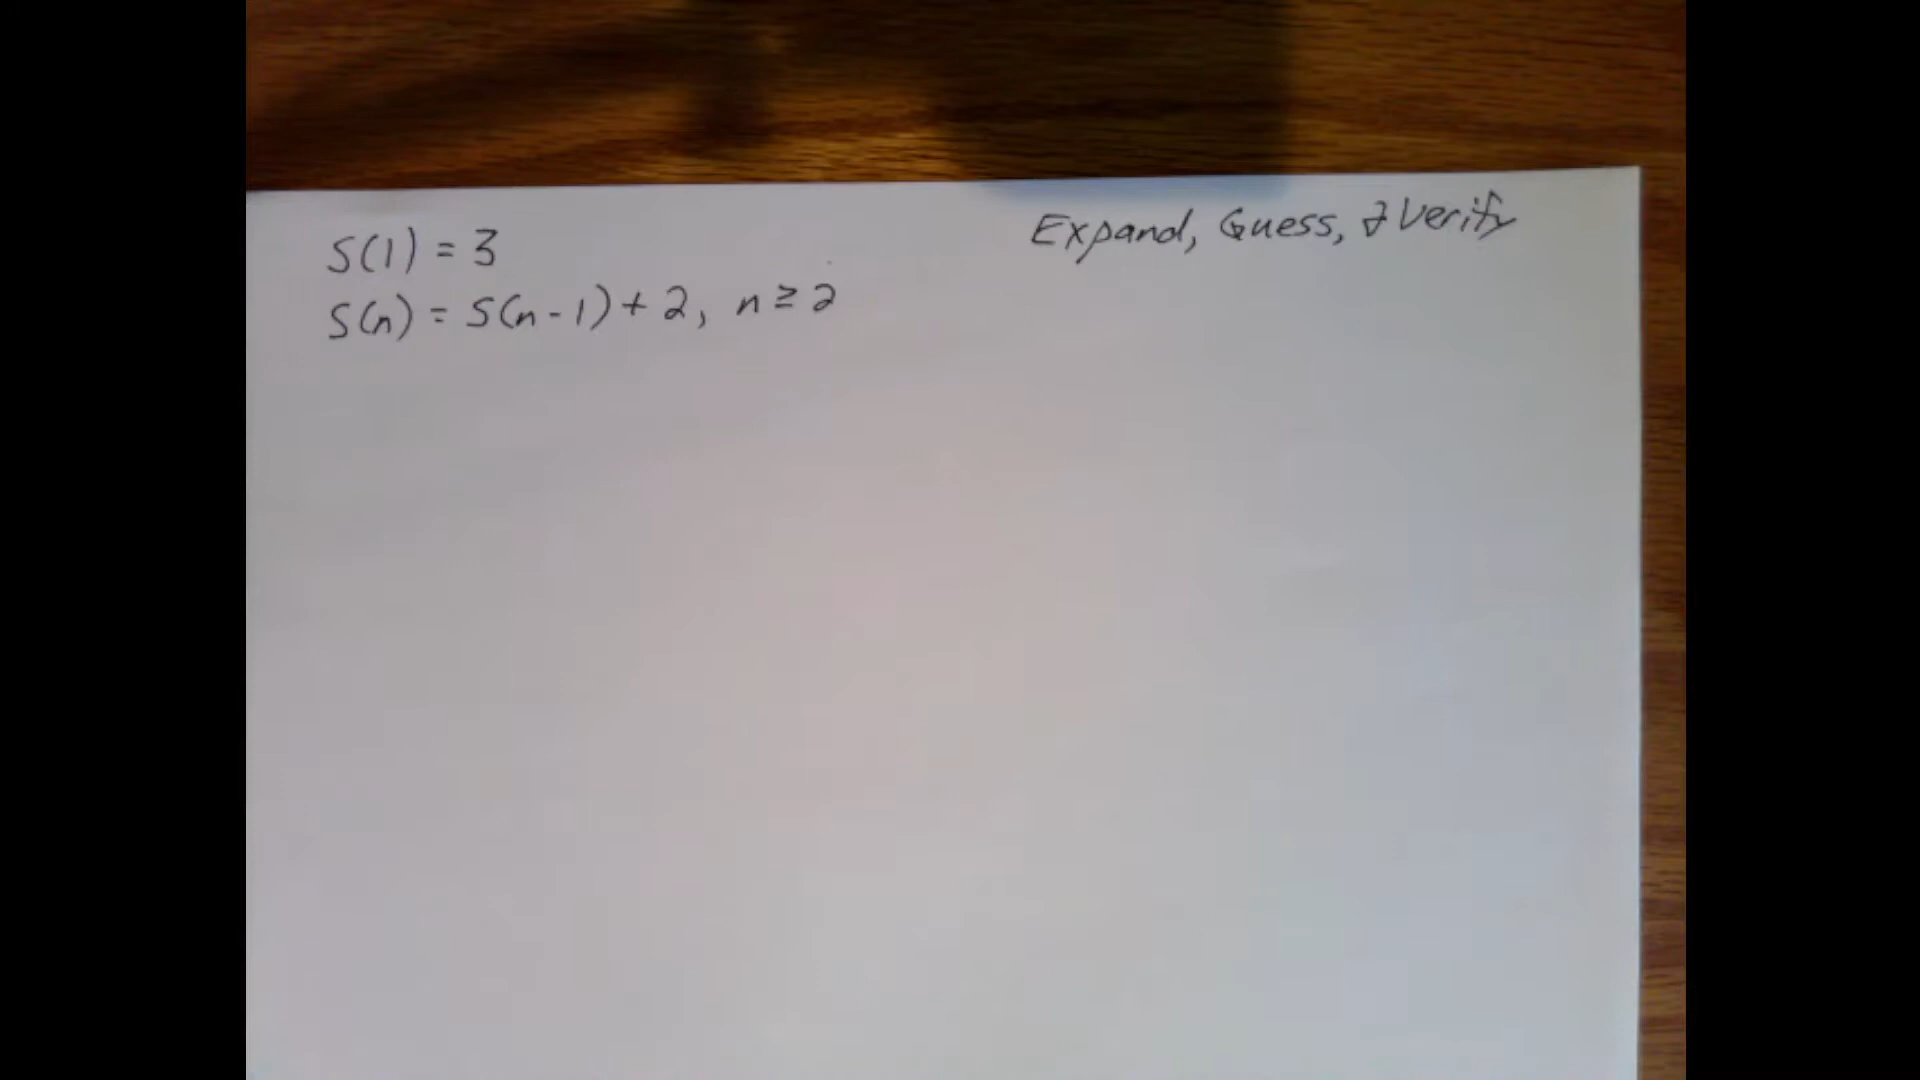 S(1) = 3
S(n) = S(n-1) + 2, n ≥ 2
Expand, Guess, & Verify